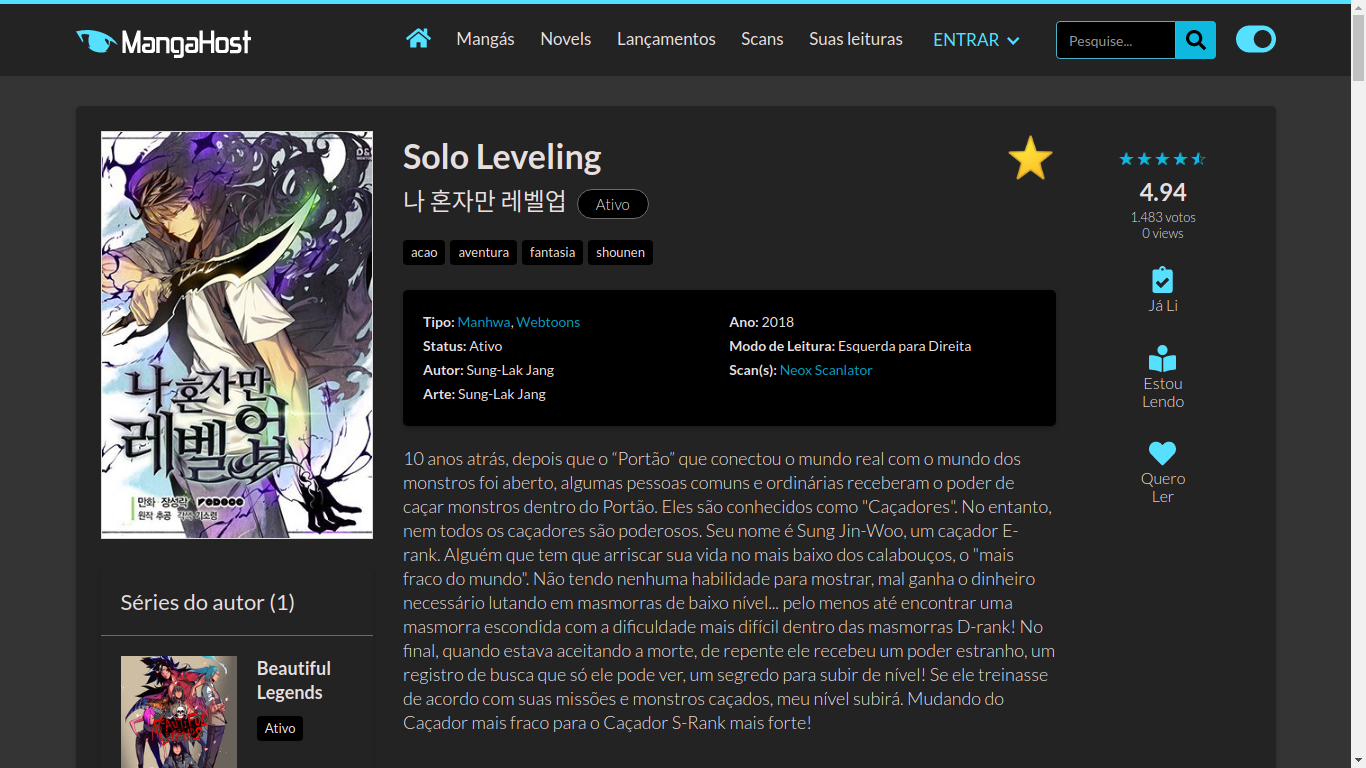 MangaHost
Mangás Novels Lançamentos Scans Suas leituras ENTRAR
Pesquise...
Solo Leveling
나 혼자만 레벨업 Ativo
acao aventura fantasia shounen
Tipo: Manhwa, Webtoons
Status: Ativo
Autor: Sung-Lak Jang
Arte: Sung-Lak Jang
Ano: 2018
Modo de Leitura: Esquerda para Direita
Scan(s): Neox Scanlator
10 anos atrás, depois que o “Portão” que conectou o mundo real com o mundo dos
monstros foi aberto, algumas pessoas comuns e ordinárias receberam o poder de
caçar monstros dentro do Portão. Eles são conhecidos como "Caçadores". No entanto,
nem todos os caçadores são poderosos. Seu nome é Sung Jin-Woo, um caçador E-
rank. Alguém que tem que arriscar sua vida no mais baixo dos calabouços, o "mais
fraco do mundo". Não tendo nenhuma habilidade para mostrar, mal ganha o dinheiro
necessário lutando em masmorras de baixo nível... pelo menos até encontrar uma
masmorra escondida com a dificuldade mais difícil dentro das masmorras D-rank! No
final, quando estava aceitando a morte, de repente ele recebeu um poder estranho, um
registro de busca que só ele pode ver, um segredo para subir de nível! Se ele treinasse
de acordo com suas missões e monstros caçados, meu nível subirá. Mudando do
Caçador mais fraco para o Caçador S-Rank mais forte!
4.94
1.483 votos
0 views
Já Li
Estou
Lendo
Quero
Ler
D&C
나 혼자만
레벨업
만화 장성락
원작 추공 각색 기소령
Séries do autor (1)
Beautiful
Legends
Ativo